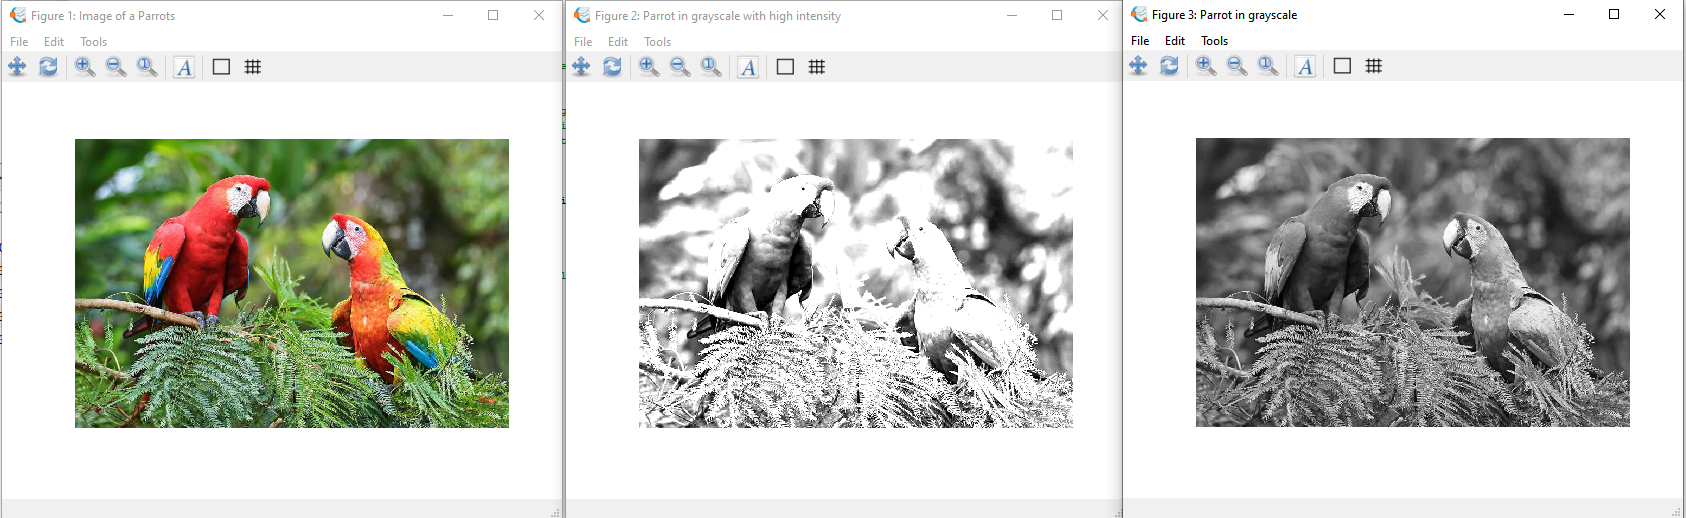 Figure 1: Image of a Parrots
File Edit Tools
A
Figure 2: Parrot in grayscale with high intensity
File Edit Tools
A
Figure 3: Parrot in grayscale
File Edit Tools
A